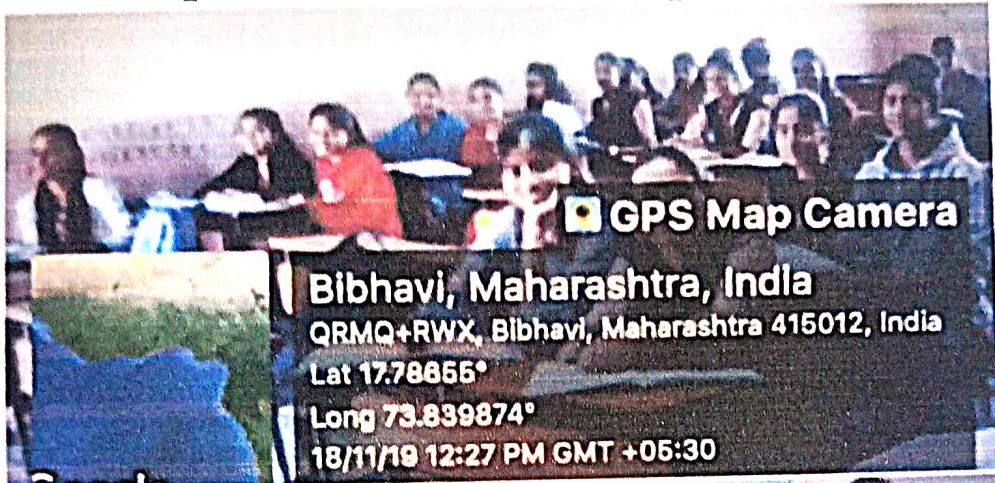 GPS Map Camera
Bibhavi, Maharashtra, India
QRMQ+RWX, Bibhavi, Maharashtra 415012, India
Lat 17.78655°
Long 73.839874°
18/11/19 12:27 PM GMT +05:30